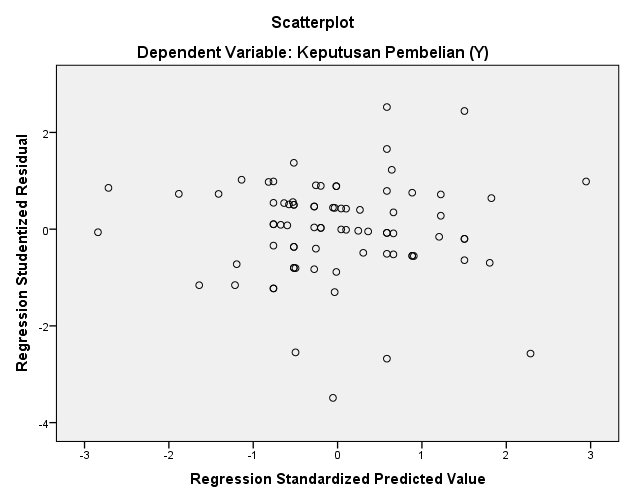 Scatterplot
Dependent Variable: Keputusan Pembelian (Y)
Regression Studentized Residual
2
0
-2
-4
-3 -2 -1 0 1 2 3
Regression Standardized Predicted Value